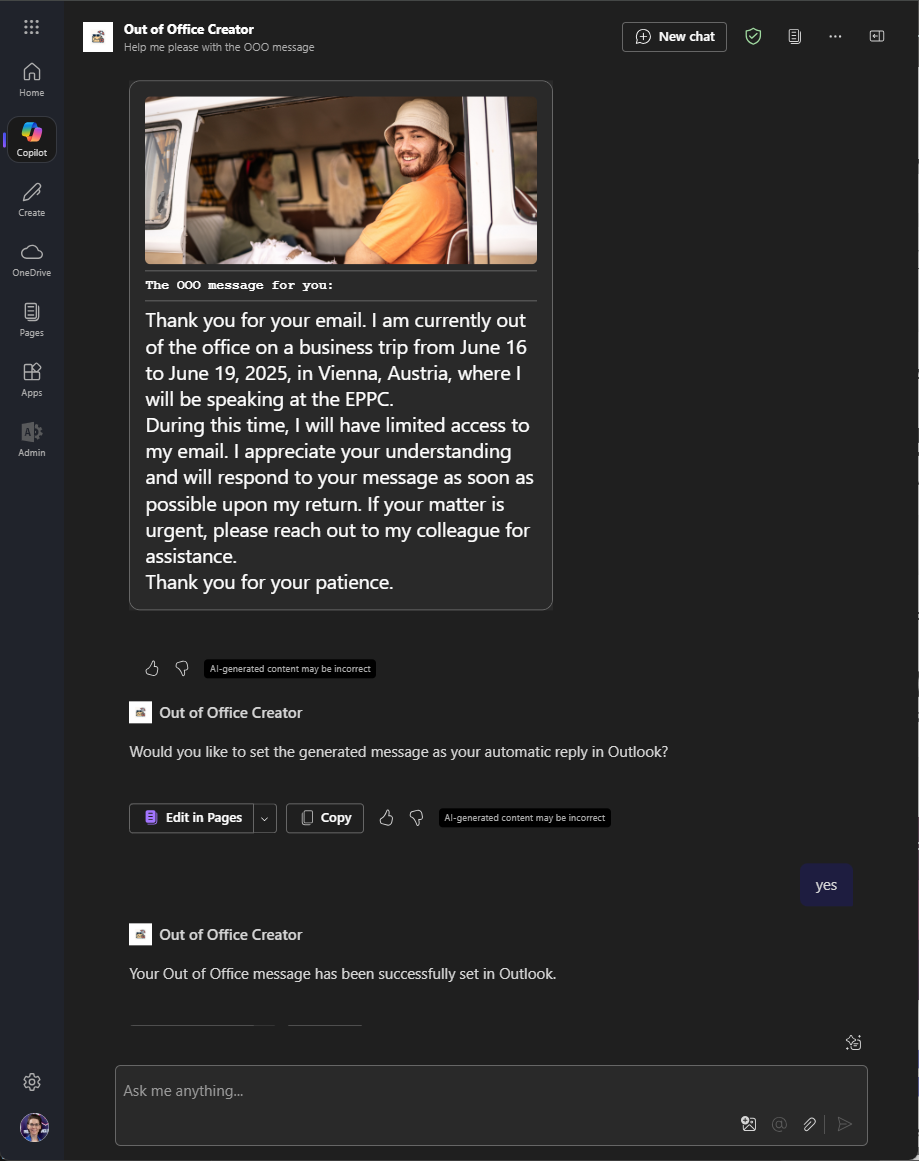 Out of Office Creator
Help me please with the OOO message
New chat
Home
Copilot
Create
OneDrive
Pages
Apps
Admin
The OOO message for you:
Thank you for your email. I am currently out
of the office on a business trip from June 16
to June 19, 2025, in Vienna, Austria, where I
will be speaking at the EPPC.
During this time, I will have limited access to
my email. I appreciate your understanding
and will respond to your message as soon as
possible upon my return. If your matter is
urgent, please reach out to my colleague for
assistance.
Thank you for your patience.
AI-generated content may be incorrect
Out of Office Creator
Would you like to set the generated message as your automatic reply in Outlook?
Edit in Pages
Copy
AI-generated content may be incorrect
yes
Out of Office Creator
Your Out of Office message has been successfully set in Outlook.
Ask me anything...